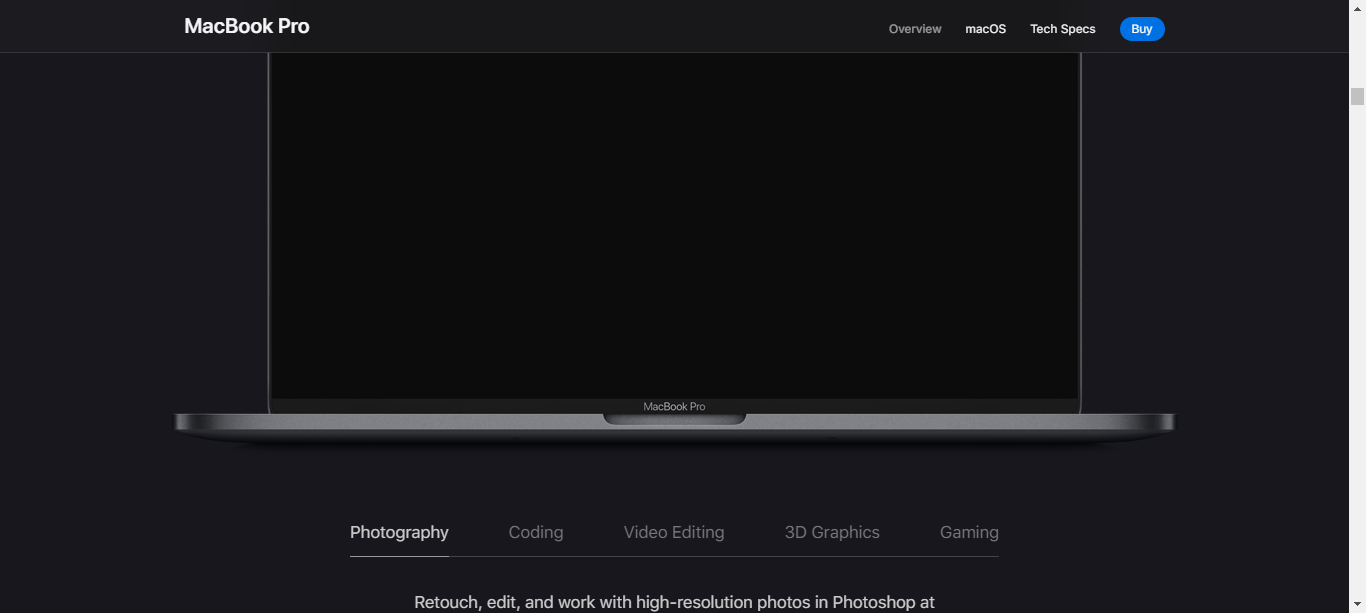 MacBook Pro
Overview macOS Tech Specs Buy
MacBook Pro
Photography Coding Video Editing 3D Graphics Gaming
Retouch, edit, and work with high-resolution photos in Photoshop at